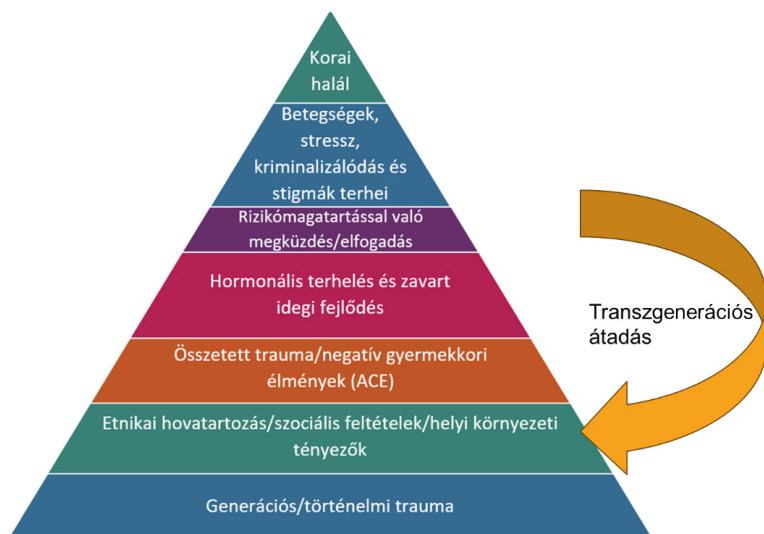 Korai
halál
Betegségek,
stressz,
kriminalizálódás és
stigmák terhei
Rizikómagatartással való
megküzdés/elfogadás
Hormonális terhelés és zavart
idegi fejlődés
Transzgenerációs
átadás
Összetett trauma/negatív gyermekkori
élmények (ACE)
Etnikai hovatartozás/szociális feltételek/helyi környezeti
tényezők
Generációs/történelmi trauma